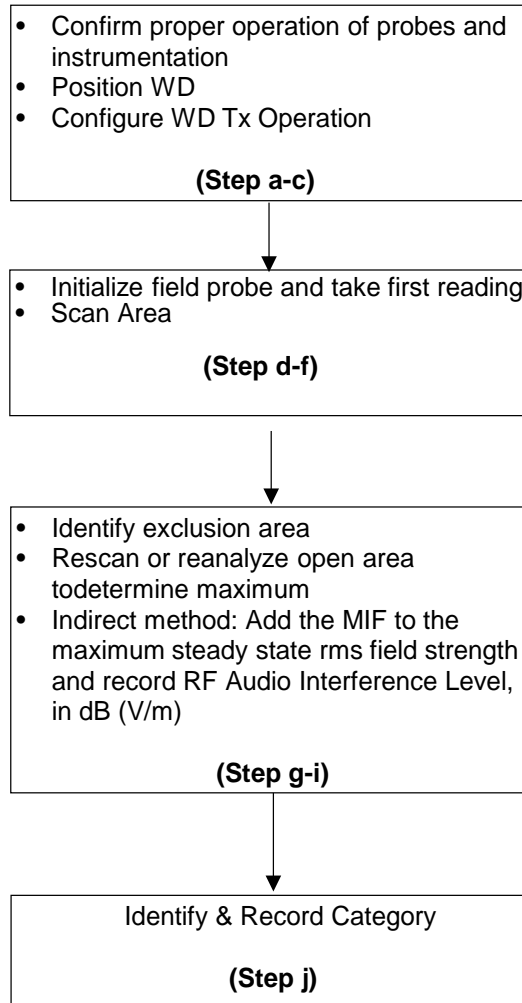 • Confirm proper operation of probes and
instrumentation
• Position WD
• Configure WD Tx Operation
(Step a-c)
• Initialize field probe and take first reading
• Scan Area
(Step d-f)
• Identify exclusion area
• Rescan or reanalyze open area
todetermine maximum
• Indirect method: Add the MIF to the
maximum steady state rms field strength
and record RF Audio Interference Level,
in dB (V/m)
(Step g-i)
Identify & Record Category
(Step j)